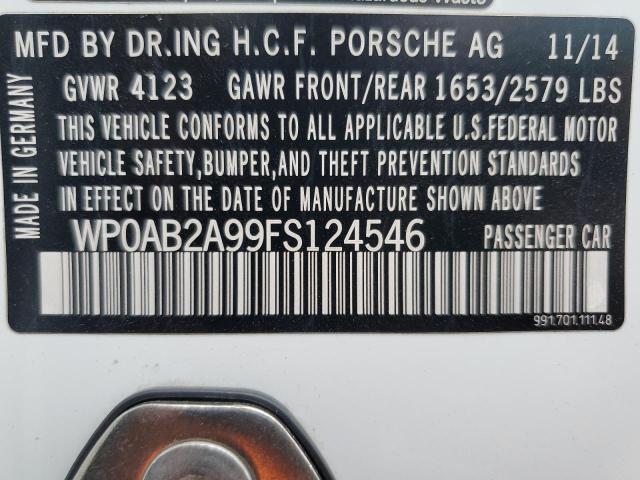 MFD BY DR.ING H.C.F. PORSCHE AG 11/14
GVWR 4123 GAWR FRONT/REAR 1653/2579 LBS
THIS VEHICLE CONFORMS TO ALL APPLICABLE U.S.FEDERAL MOTOR
VEHICLE SAFETY,BUMPER,AND THEFT PREVENTION STANDARDS
IN EFFECT ON THE DATE OF MANUFACTURE SHOWN ABOVE
WP0AB2A99FS124546 PASSENGER CAR
991.701.111.48
MADE IN GERMANY